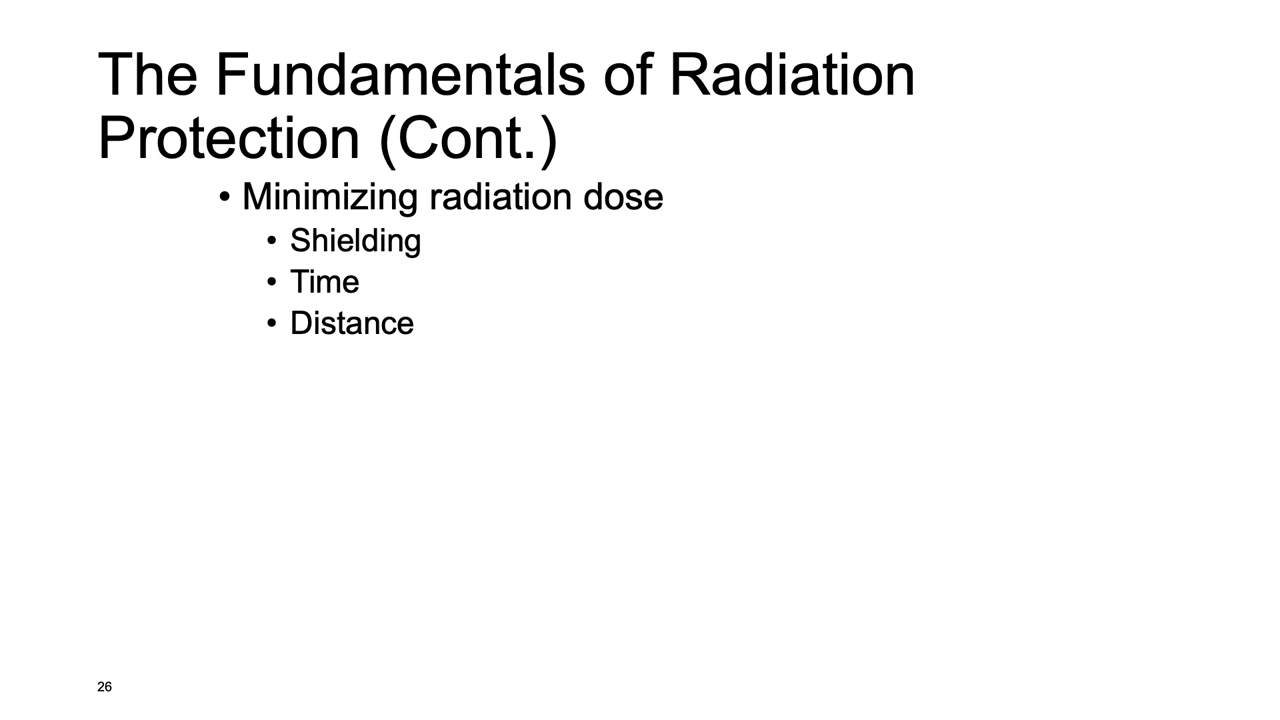 The Fundamentals of Radiation
Protection (Cont.)
• Minimizing radiation dose
• Shielding
• Time
• Distance
26